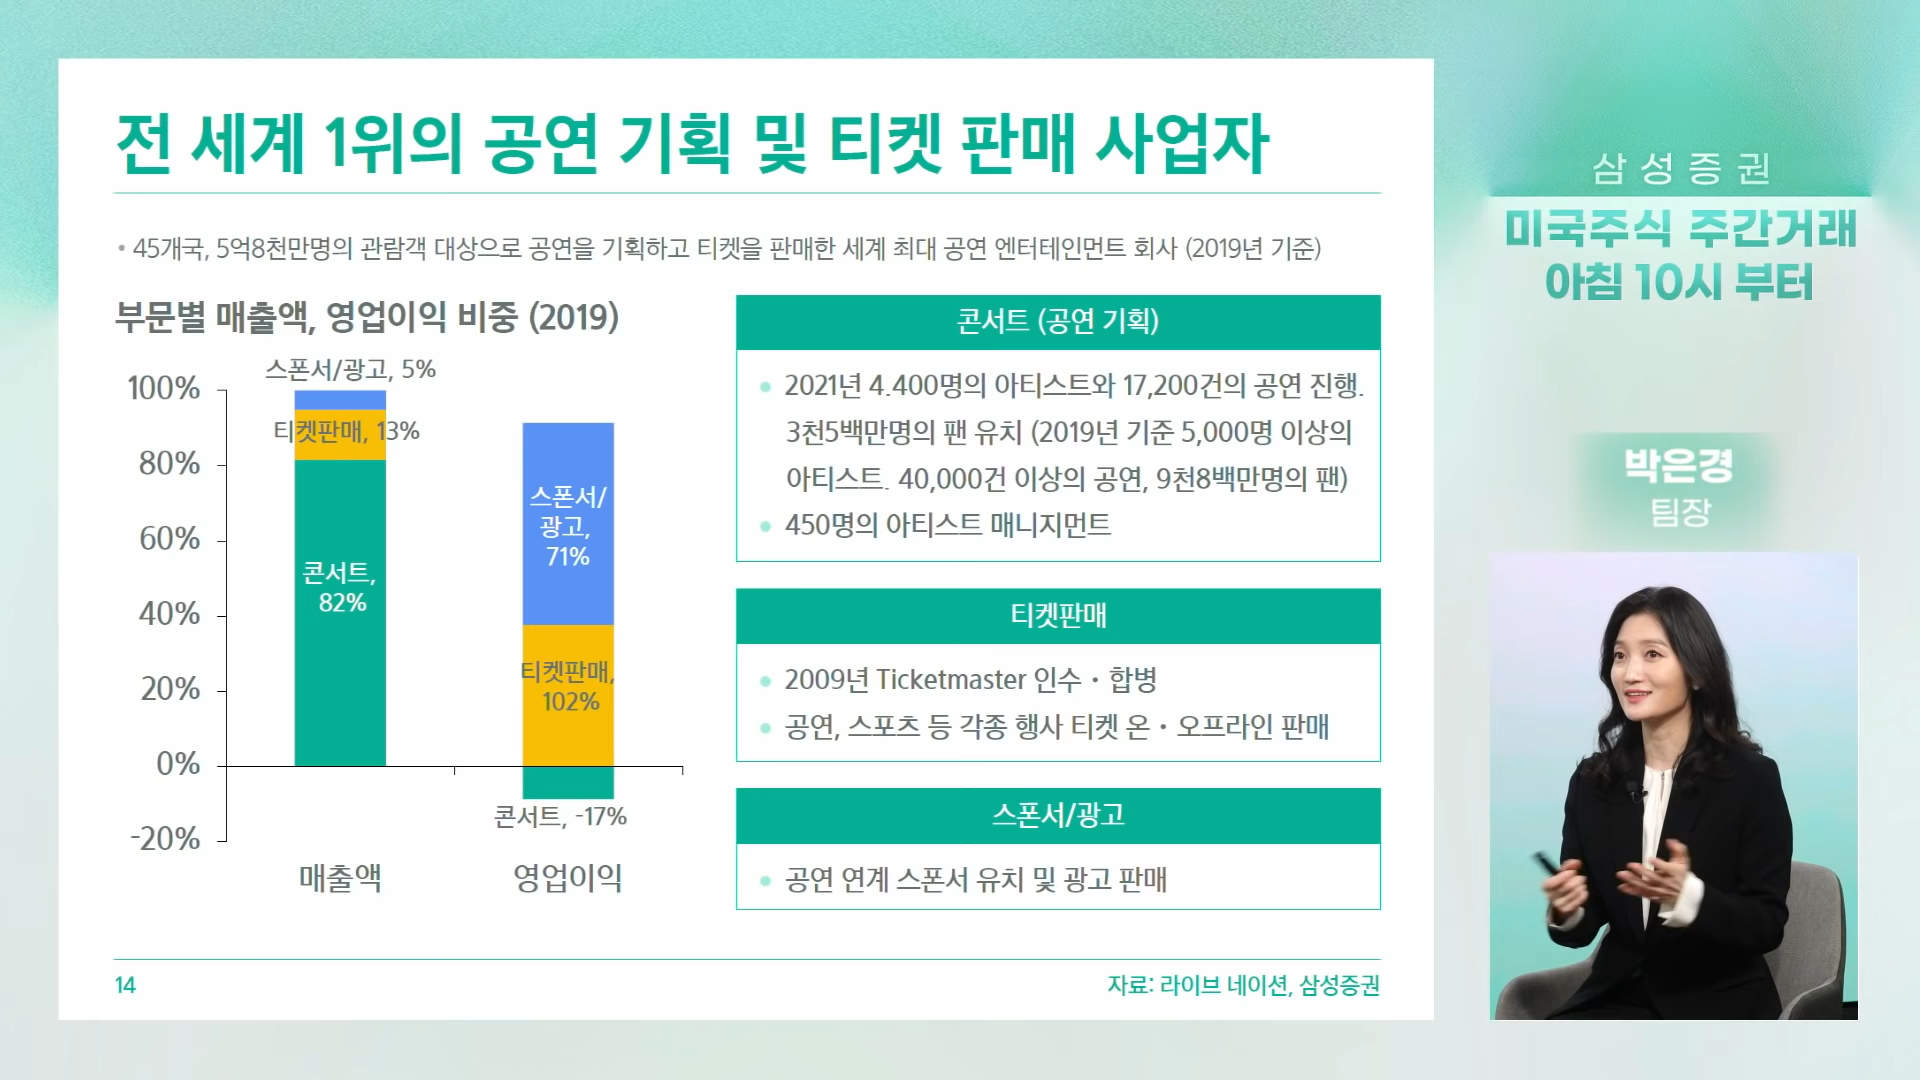 전 세계 1위의 공연 기획 및 티켓 판매 사업자
• 45개국, 5억8천만명의 관람객 대상으로 공연을 기획하고 티켓을 판매한 세계 최대 공연 엔터테인먼트 회사 (2019년 기준)
부문별 매출액, 영업이익 비중 (2019)
스폰서/광고, 5%
100%
티켓판매, 13%
80%
60%
40%
20%
0%
-20%
콘서트,
82%
스폰서/
광고,
71%
티켓판매,
102%
콘서트, -17%
매출액
영업이익
콘서트 (공연 기획)
• 2021년 4.400명의 아티스트와 17,200건의 공연 진행.
3천5백만명의 팬 유치 (2019년 기준 5,000명 이상의
아티스트. 40,000건 이상의 공연, 9천8백만명의 팬)
• 450명의 아티스트 매니지먼트
티켓판매
• 2009년 Ticketmaster 인수・합병
• 공연, 스포츠 등 각종 행사 티켓 온・오프라인 판매
스폰서/광고
• 공연 연계 스폰서 유치 및 광고 판매
14
자료: 라이브 네이션, 삼성증권
삼성증권
미국주식 주간거래
아침 10시 부터
박은경
팀장